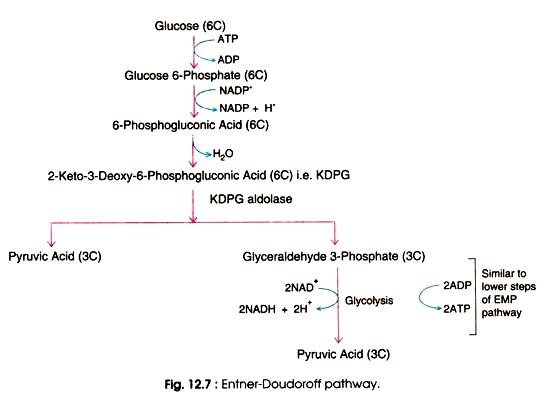 Glucose (6C)
ATP
ADP
Glucose 6-Phosphate (6C)
NADP⁺
NADP + H⁺
6-Phosphogluconic Acid (6C)
H₂O
2-Keto-3-Deoxy-6-Phosphogluconic Acid (6C) i.e. KDPG
KDPG aldolase
Pyruvic Acid (3C)
Glyceraldehyde 3-Phosphate (3C)
2NAD⁺
2NADH + 2H⁺
Glycolysis
2ADP
2ATP
Similar to
lower steps
of EMP
pathway
Pyruvic Acid (3C)
Fig. 12.7 : Entner-Doudoroff pathway.